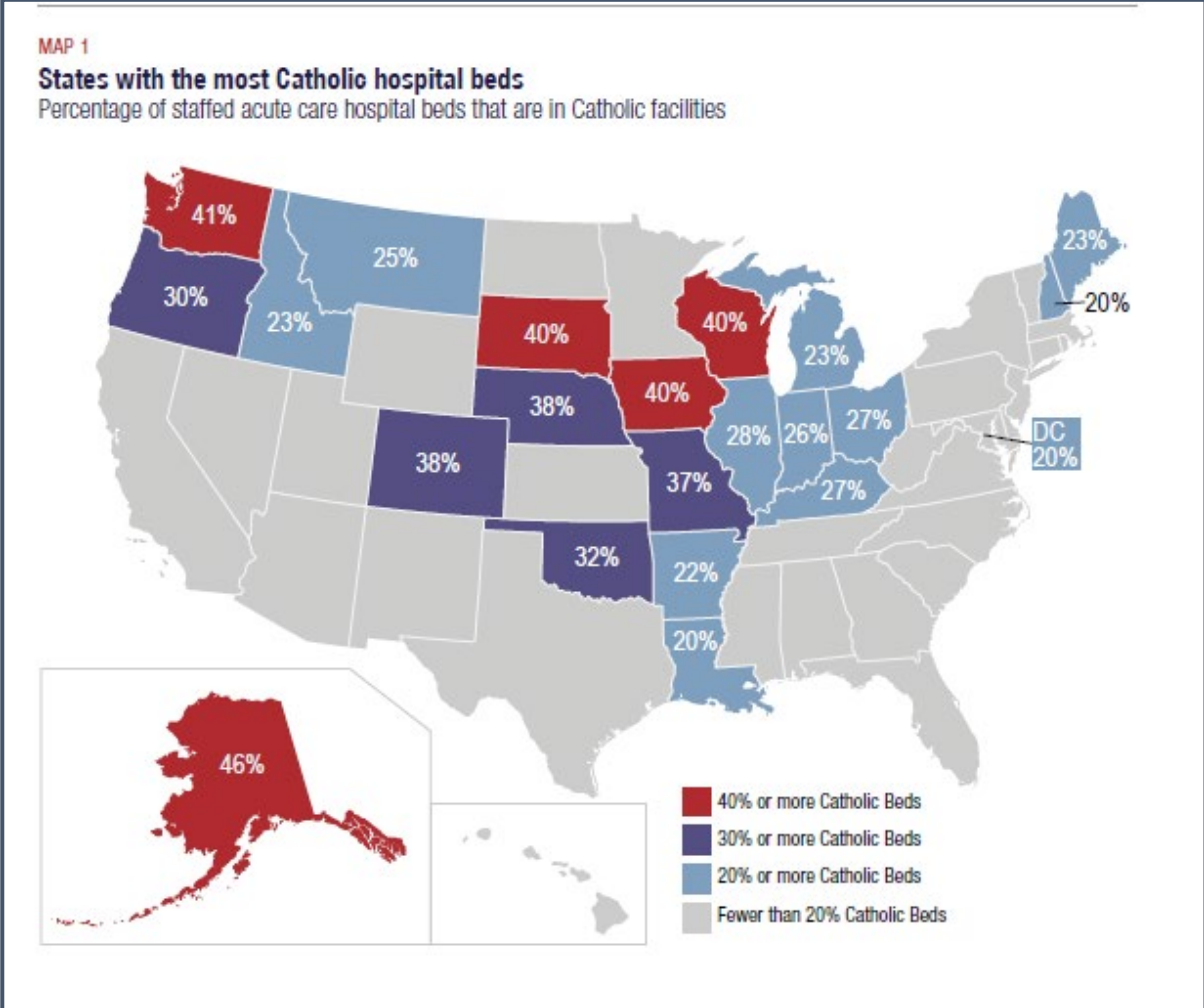 MAP 1
States with the most Catholic hospital beds
Percentage of staffed acute care hospital beds that are in Catholic facilities
41%
25%
23%
30%
23%
20%
40%
40%
23%
38%
40%
28%
26%
27%
DC
20%
38%
37%
27%
32%
22%
20%
46%
40% or more Catholic Beds
30% or more Catholic Beds
20% or more Catholic Beds
Fewer than 20% Catholic Beds